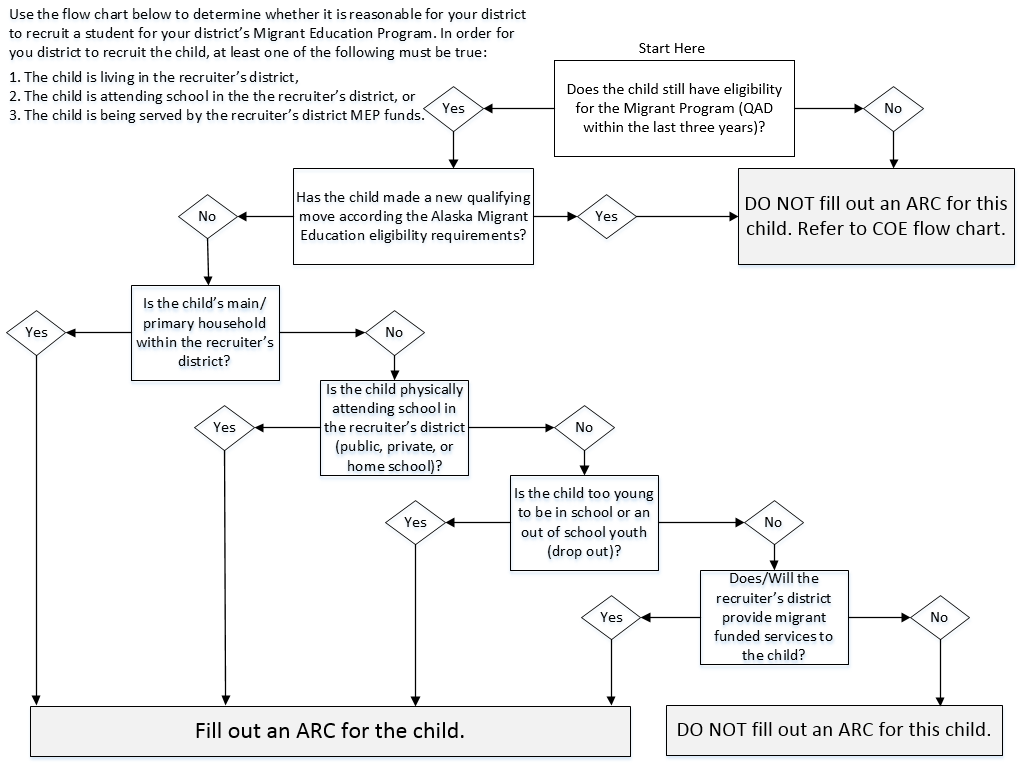 Use the flow chart below to determine whether it is reasonable for your district
to recruit a student for your district's Migrant Education Program. In order for
you district to recruit the child, at least one of the following must be true:
1. The child is living in the recruiter's district,
2. The child is attending school in the the recruiter's district, or
3. The child is being served by the recruiter's district MEP funds.
Start Here
Does the child still have eligibility
for the Migrant Program (QAD
within the last three years)?
Yes
No
Has the child made a new qualifying
move according the Alaska Migrant
Education eligibility requirements?
No
Yes
DO NOT fill out an ARC for this
child. Refer to COE flow chart.
Is the child's main/
primary household
within the recruiter's
district?
Yes
No
Is the child physically
attending school in
the recruiter's district
(public, private, or
home school)?
Yes
No
Is the child too young
to be in school or an
out of school youth
(drop out)?
Yes
No
Does/Will the
recruiter's district
provide migrant
funded services to
the child?
Yes
No
Fill out an ARC for the child.
DO NOT fill out an ARC for this child.